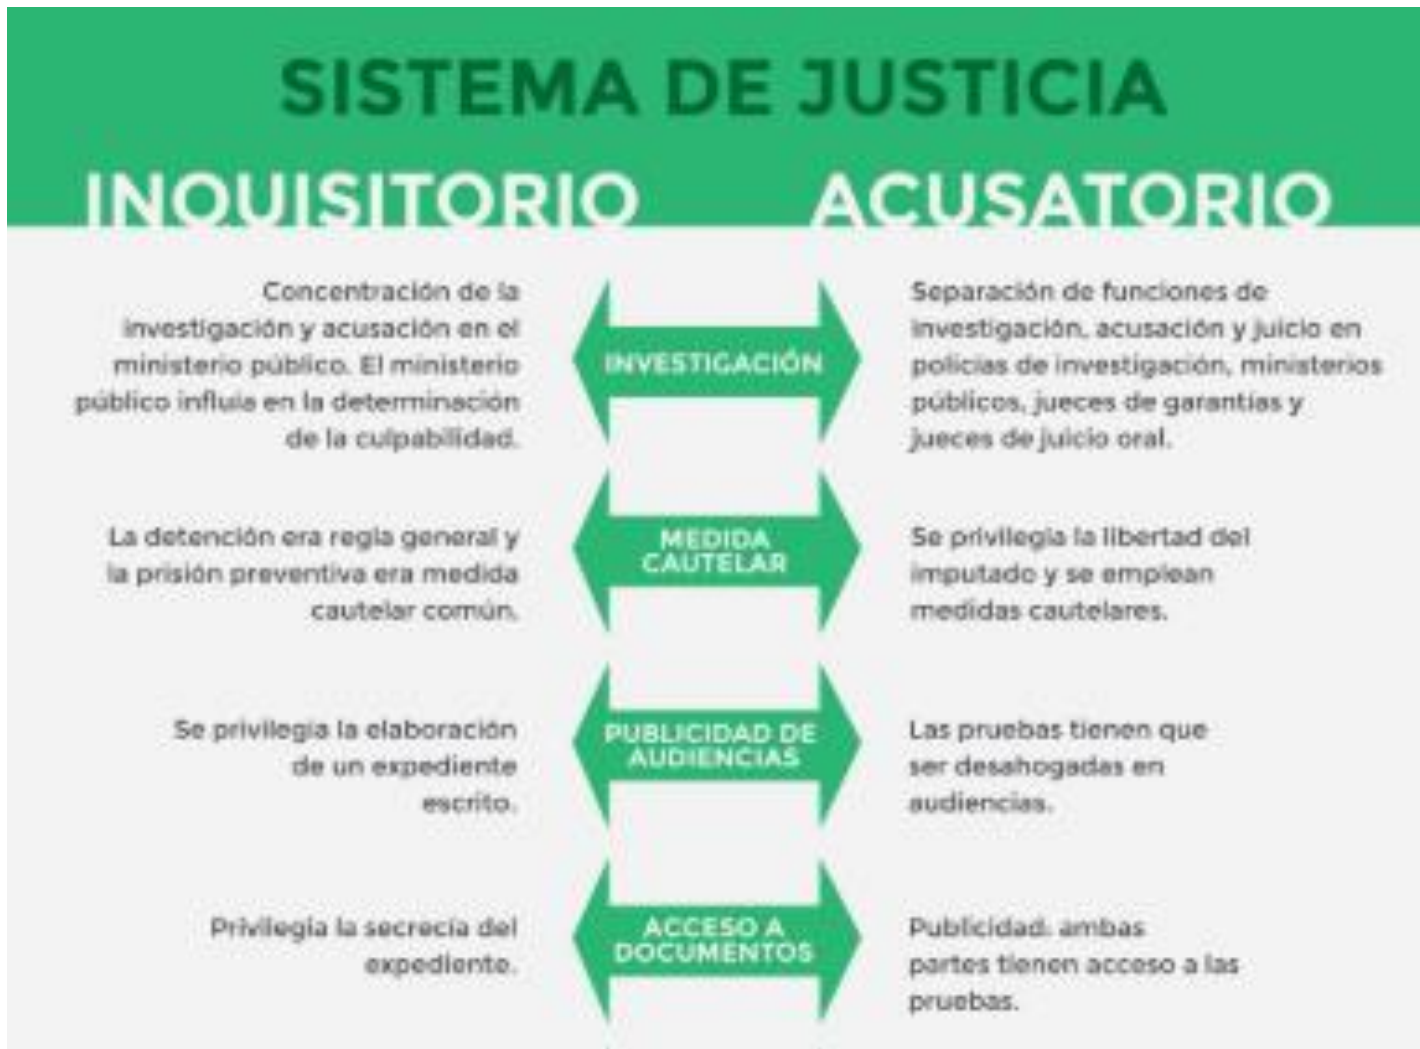 SISTEMA DE JUSTICIA
INQUISITORIO
ACUSATORIO
Concentración de la
investigación y acusación en el
ministerio público. El ministerio
público influía en la determinación
de la culpabilidad.
INVESTIGACIÓN
Separación de funciones de
investigación, acusación y juicio en
policías de investigación, ministerios
públicos, jueces de garantías y
jueces de juicio oral.
La detención era regla general y
la prisión preventiva era medida
cautelar común.
MEDIDA
CAUTELAR
Se privilegia la libertad del
imputado y se emplean
medidas cautelares.
Se privilegia la elaboración
de un expediente
escrito.
PUBLICIDAD DE
AUDIENCIAS
Las pruebas tienen que
ser desahogadas en
audiencias.
Privilegia la secrecía del
expediente.
ACCESO A
DOCUMENTOS
Publicidad: ambas
partes tienen acceso a las
pruebas.